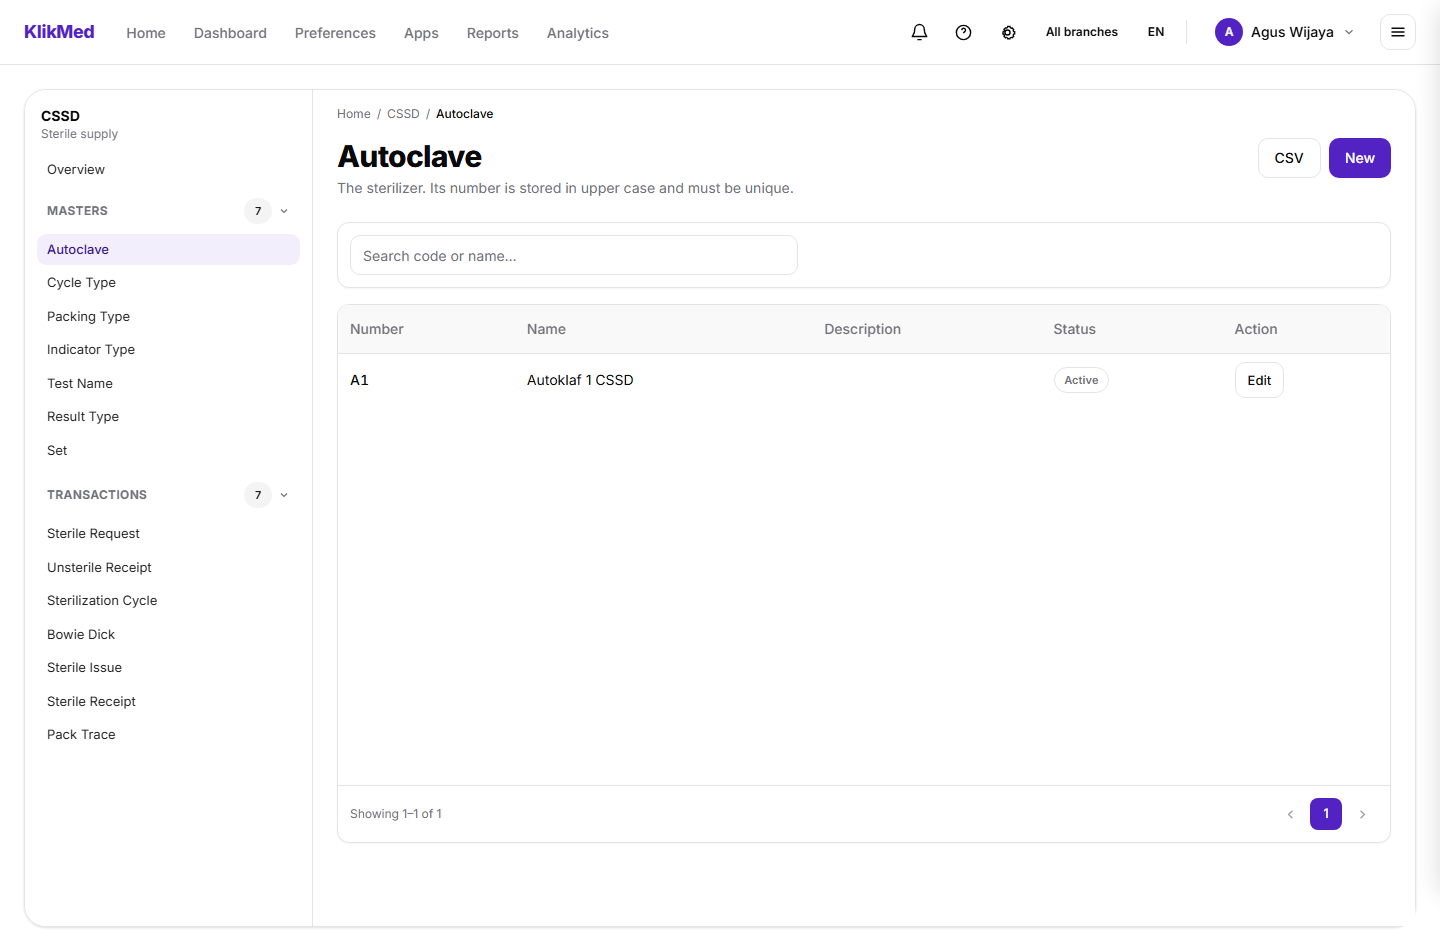 KlikMed Home Dashboard Preferences Apps Reports Analytics All branches EN A Agus Wijaya
CSSD
Sterile supply
Overview
MASTERS 7
Autoclave
Cycle Type
Packing Type
Indicator Type
Test Name
Result Type
Set
TRANSACTIONS 7
Sterile Request
Unsterile Receipt
Sterilization Cycle
Bowie Dick
Sterile Issue
Sterile Receipt
Pack Trace
Home / CSSD / Autoclave
Autoclave
CSV New
The sterilizer. Its number is stored in upper case and must be unique.
Search code or name...
Number Name Description Status Action
A1 Autoklaf 1 CSSD Active Edit
Showing 1–1 of 1
1